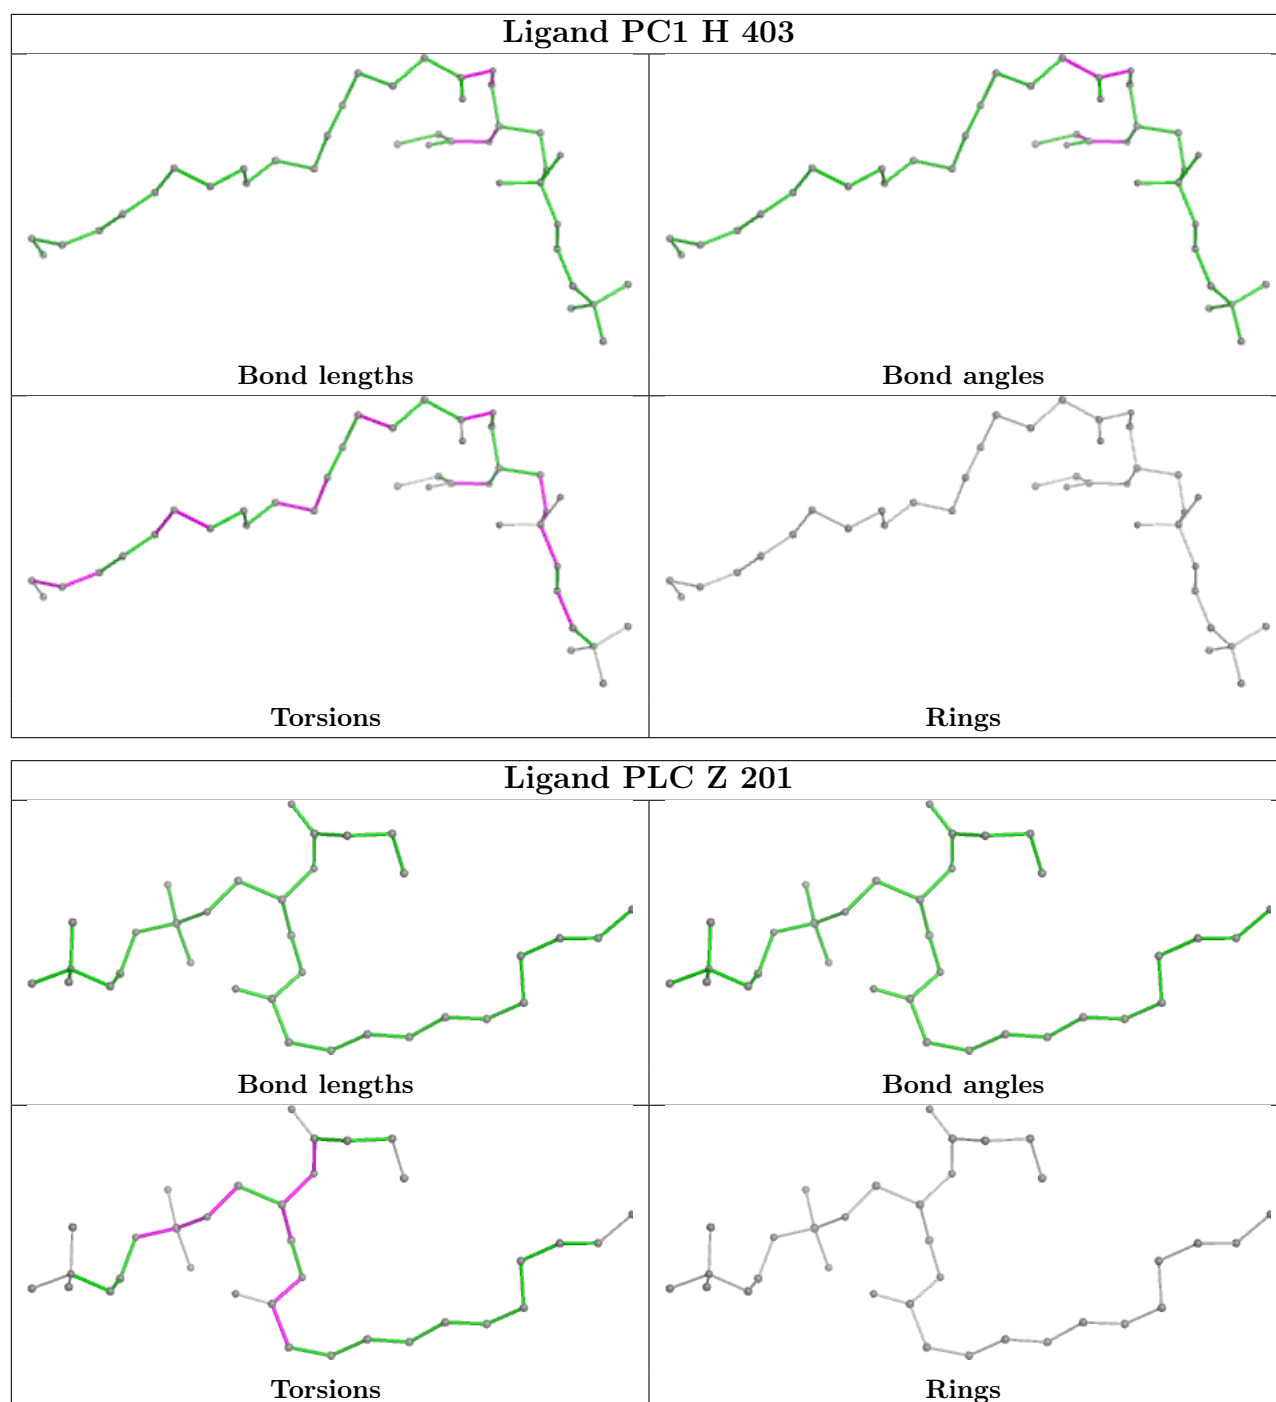 Ligand PC1 H 403
Bond lengths
Bond angles
Torsions
Rings
Ligand PLC Z 201
Bond lengths
Bond angles
Torsions
Rings